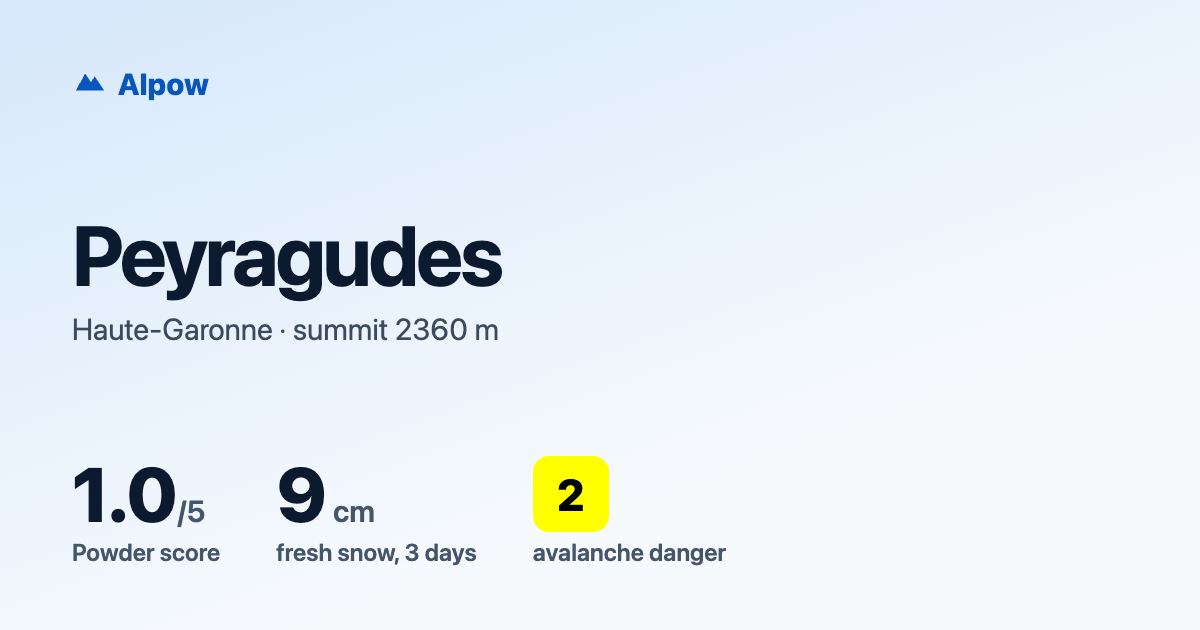 Alpow
Peyragudes
Haute-Garonne · summit 2360 m
1.0/5
Powder score
9 cm
fresh snow, 3 days
2
avalanche danger